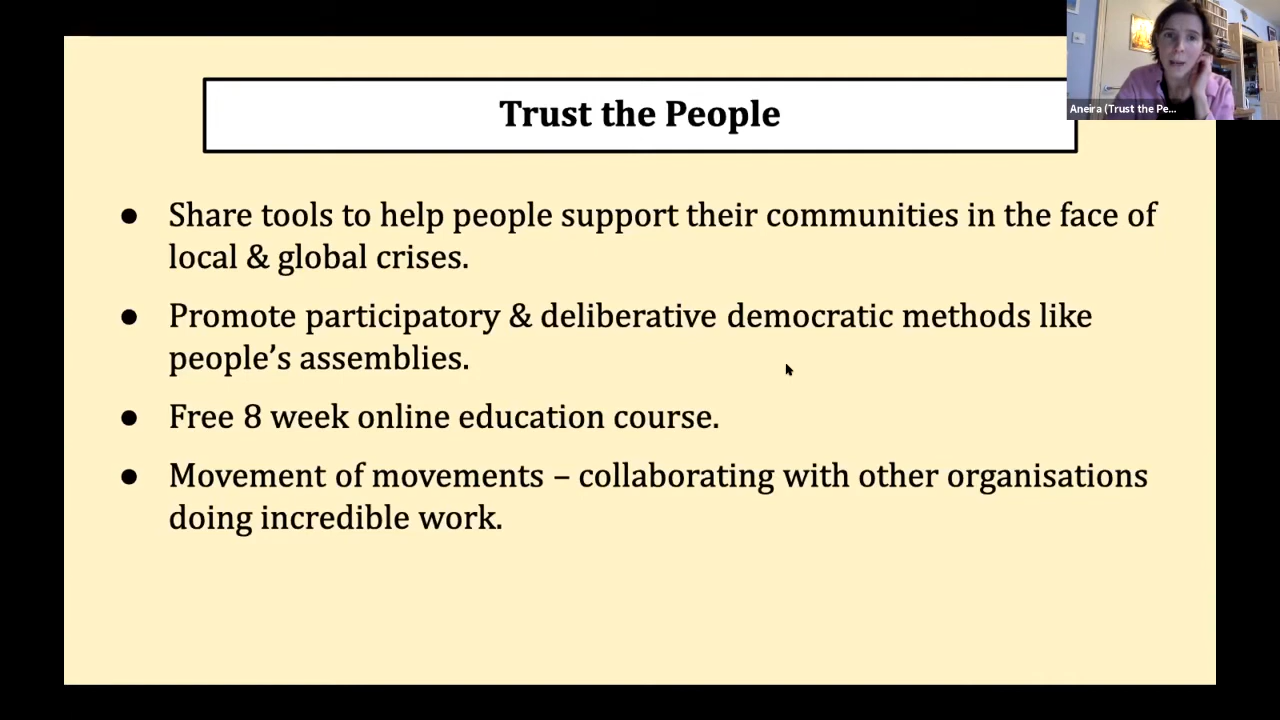 Trust the People
Aneira (Trust the Pe...
● Share tools to help people support their communities in the face of
local & global crises.
● Promote participatory & deliberative democratic methods like
people’s assemblies.
● Free 8 week online education course.
● Movement of movements – collaborating with other organisations
doing incredible work.